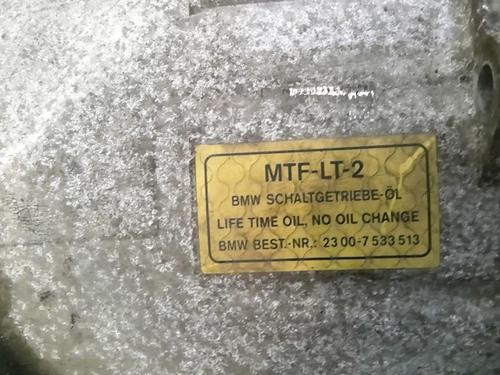 MTF-LT-2
BMW SCHALTGETRIEBE-ÖL
LIFE TIME OIL, NO OIL CHANGE
BMW BEST.-NR.: 23 00-7 533 513